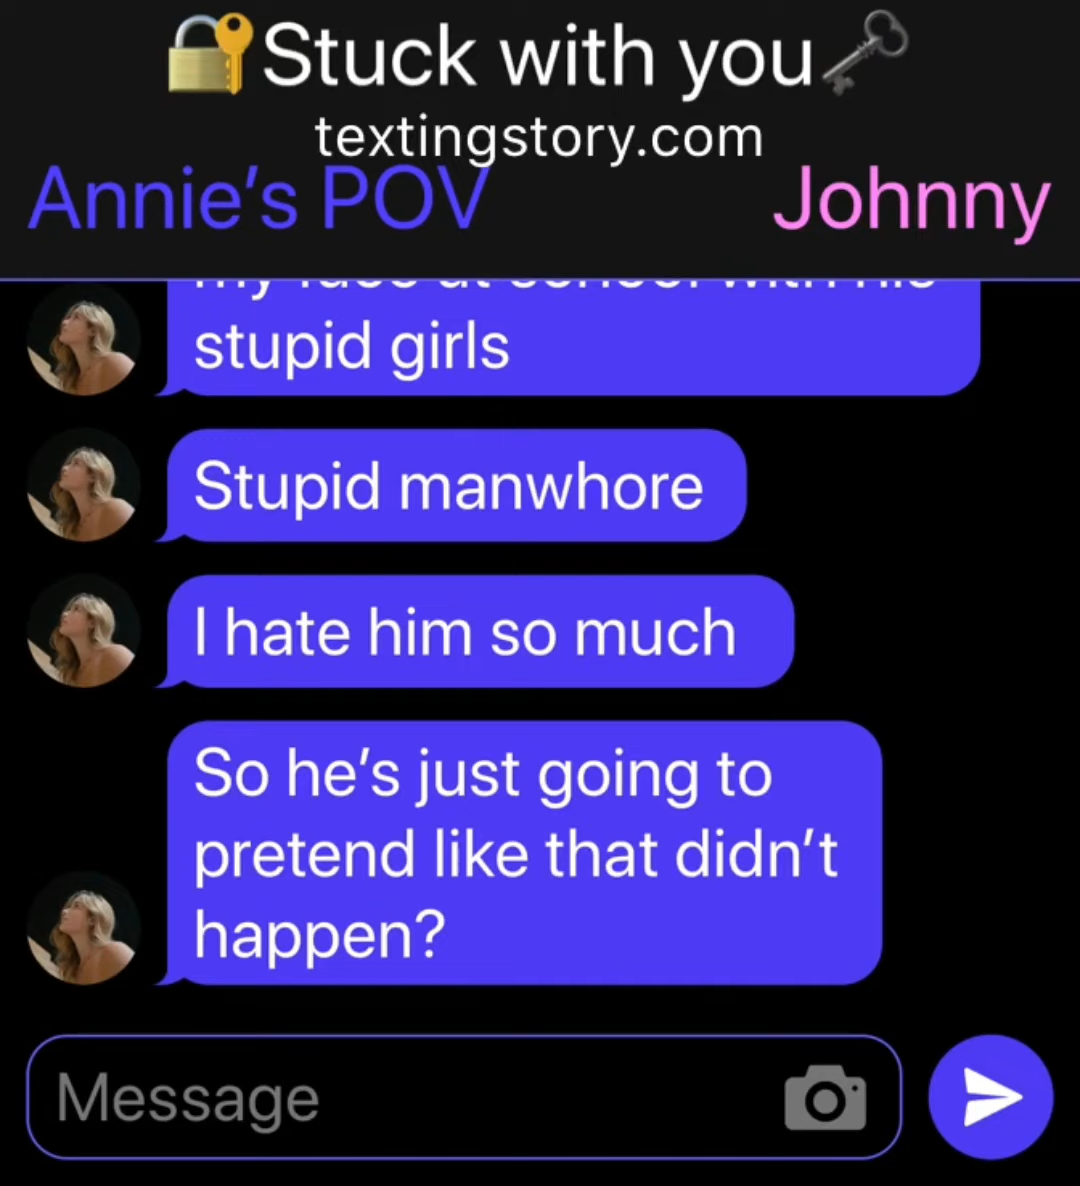 🔐Stuck with you🗝
textingstory.com
Annie's POV
Johnny
stupid girls
Stupid manwhore
I hate him so much
So he's just going to
pretend like that didn't
happen?
Message